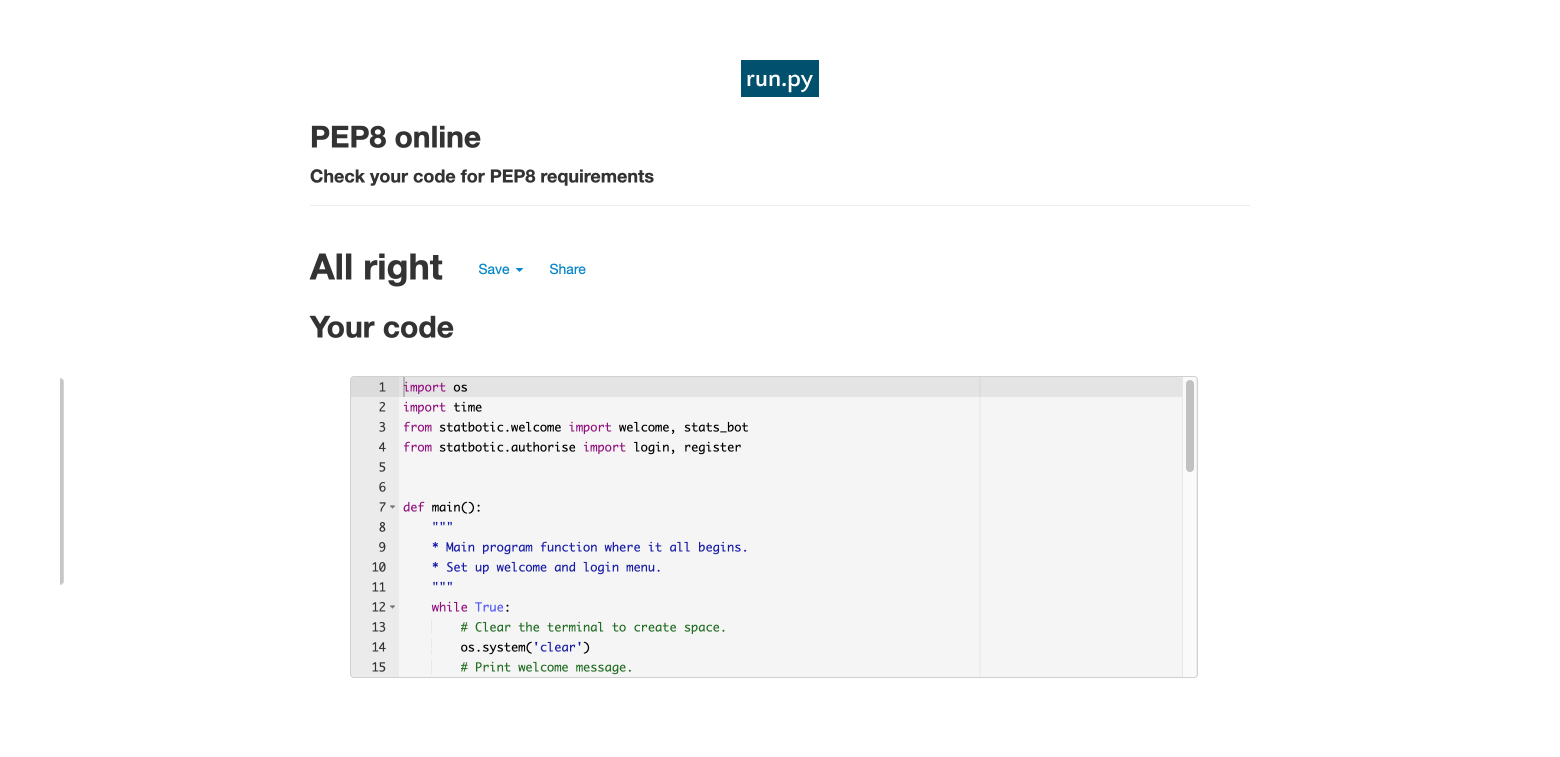 run.py
PEP8 online
Check your code for PEP8 requirements
All right Save Share
Your code
1 import os
2 import time
3 from statbotic.welcome import welcome, stats_bot
4 from statbotic.authorise import login, register
5
6
7 def main():
8     """
9     * Main program function where it all begins.
10     * Set up welcome and login menu.
11     """
12     while True:
13         # Clear the terminal to create space.
14         os.system('clear')
15         # Print welcome message.